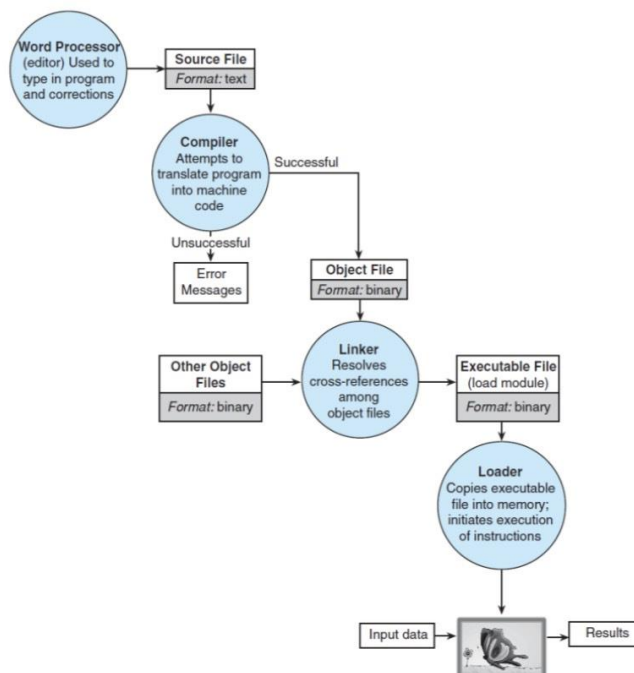 Word Processor
(editor) Used to
type in program
and corrections
Source File
Format: text
Compiler
Attempts to
translate program
into machine
code
Successful
Unsuccessful
Error
Messages
Object File
Format: binary
Other Object
Files
Format: binary
Linker
Resolves
cross-references
among
object files
Executable File
(load module)
Format: binary
Loader
Copies executable
file into memory;
initiates execution
of instructions
Input data
Results